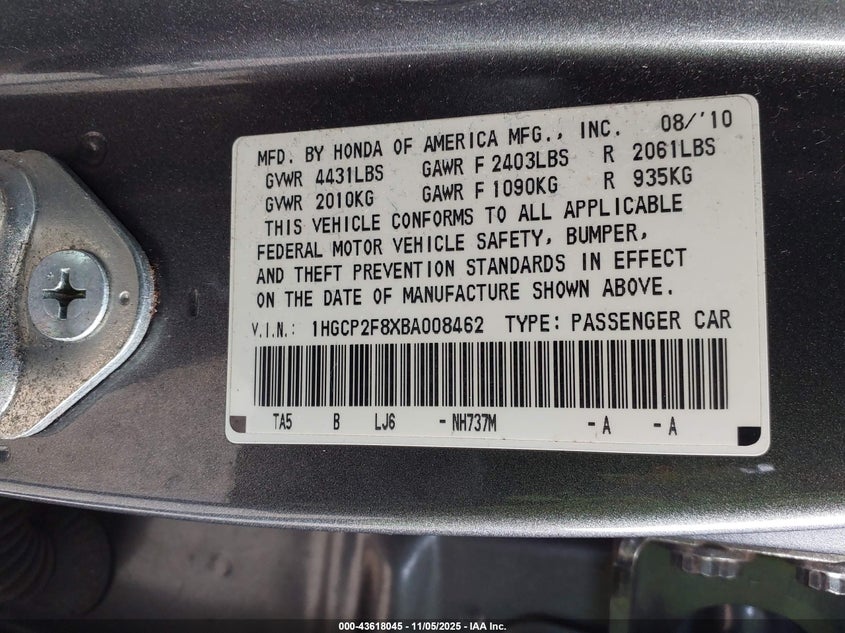 MFD. BY HONDA OF AMERICA MFG., INC. 08/'10
GVWR 4431LBS GAWR F 2403LBS R 2061LBS
GVWR 2010KG GAWR F 1090KG R 935KG
THIS VEHICLE CONFORMS TO ALL APPLICABLE
FEDERAL MOTOR VEHICLE SAFETY, BUMPER,
AND THEFT PREVENTION STANDARDS IN EFFECT
ON THE DATE OF MANUFACTURE SHOWN ABOVE.
V.I.N.: 1HGCP2F8XBA008462 TYPE: PASSENGER CAR
TA5 B LJ6 - NH737M - A - A
000-43618045 - 11/05/2025 - IAA Inc.